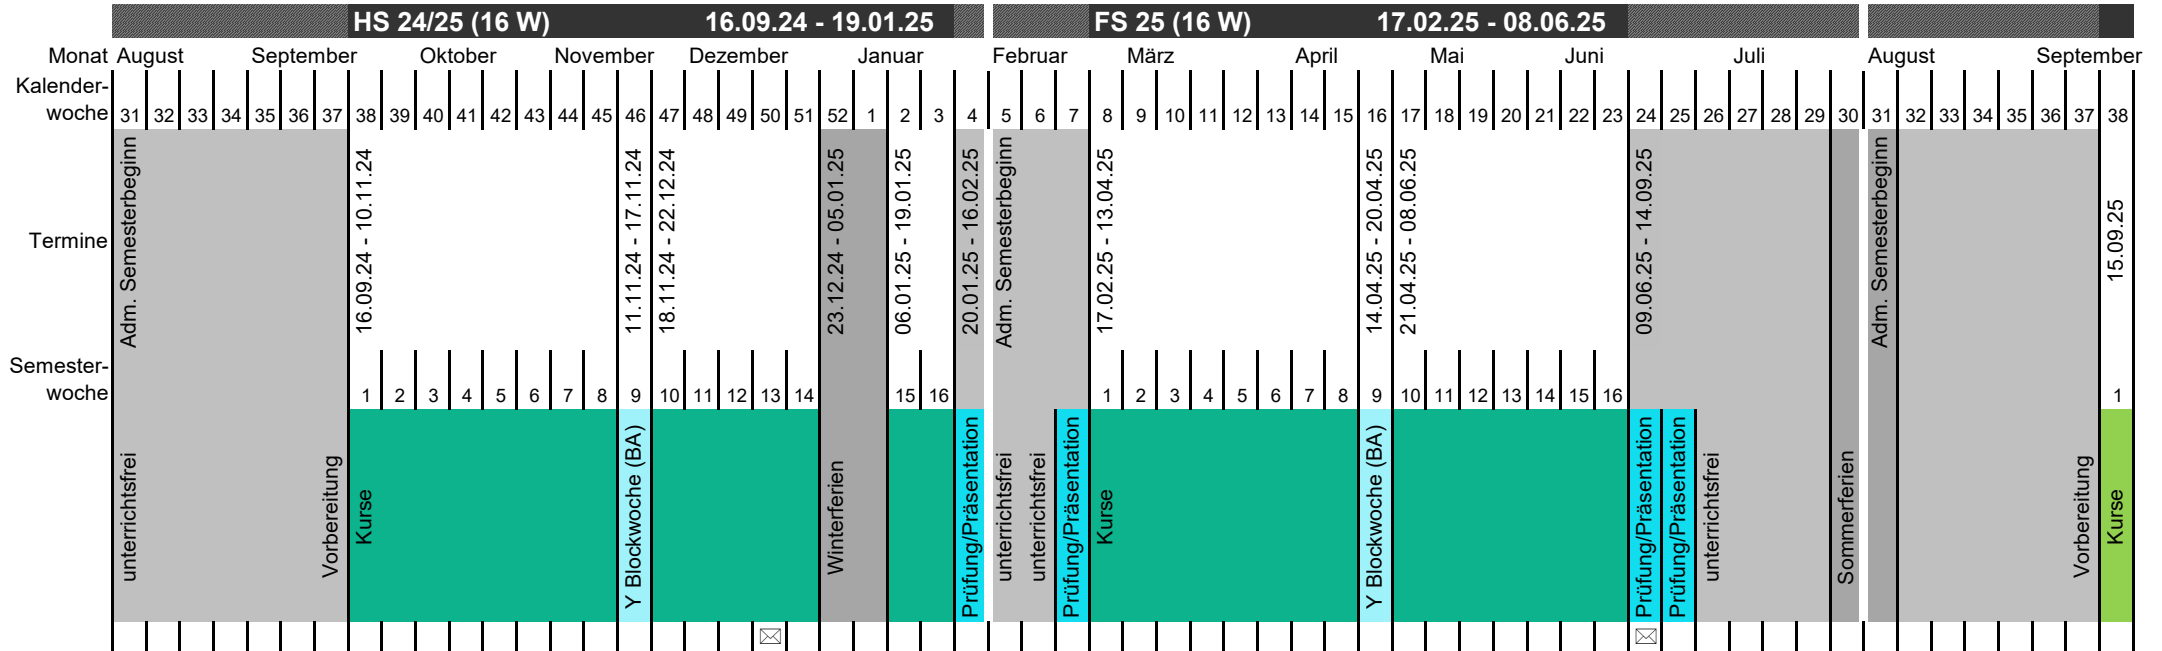 HS 24/25 (16 W) 16.09.24 - 19.01.25 FS 25 (16 W) 17.02.25 - 08.06.25
Monat August September Oktober November Dezember Januar Februar März April Mai Juni Juli August September
Kalender-
woche 31 32 33 34 35 36 37 38 39 40 41 42 43 44 45 46 47 48 49 50 51 52 1 2 3 4 5 6 7 8 9 10 11 12 13 14 15 16 17 18 19 20 21 22 23 24 25 26 27 28 29 30 31 32 33 34 35 36 37 38
Termine
Adm. Semesterbeginn
16.09.24 - 10.11.24
11.11.24 - 17.11.24
18.11.24 - 22.12.24
23.12.24 - 05.01.25
06.01.25 - 19.01.25
20.01.25 - 16.02.25
Adm. Semesterbeginn
17.02.25 - 13.04.25
14.04.25 - 20.04.25
21.04.25 - 08.06.25
09.06.25 - 14.09.25
Adm. Semesterbeginn
15.09.25
Semester-
woche 1 2 3 4 5 6 7 8 9 10 11 12 13 14 15 16 1 2 3 4 5 6 7 8 9 10 11 12 13 14 15 16 1
unterrichtsfrei
Vorbereitung
Kurse
Y Blockwoche (BA)
Winterferien
Prüfung/Präsentation
unterrichtsfrei
unterrichtsfrei
Prüfung/Präsentation
Kurse
Y Blockwoche (BA)
Prüfung/Präsentation
Prüfung/Präsentation
unterrichtsfrei
Sommerferien
Vorbereitung
Kurse